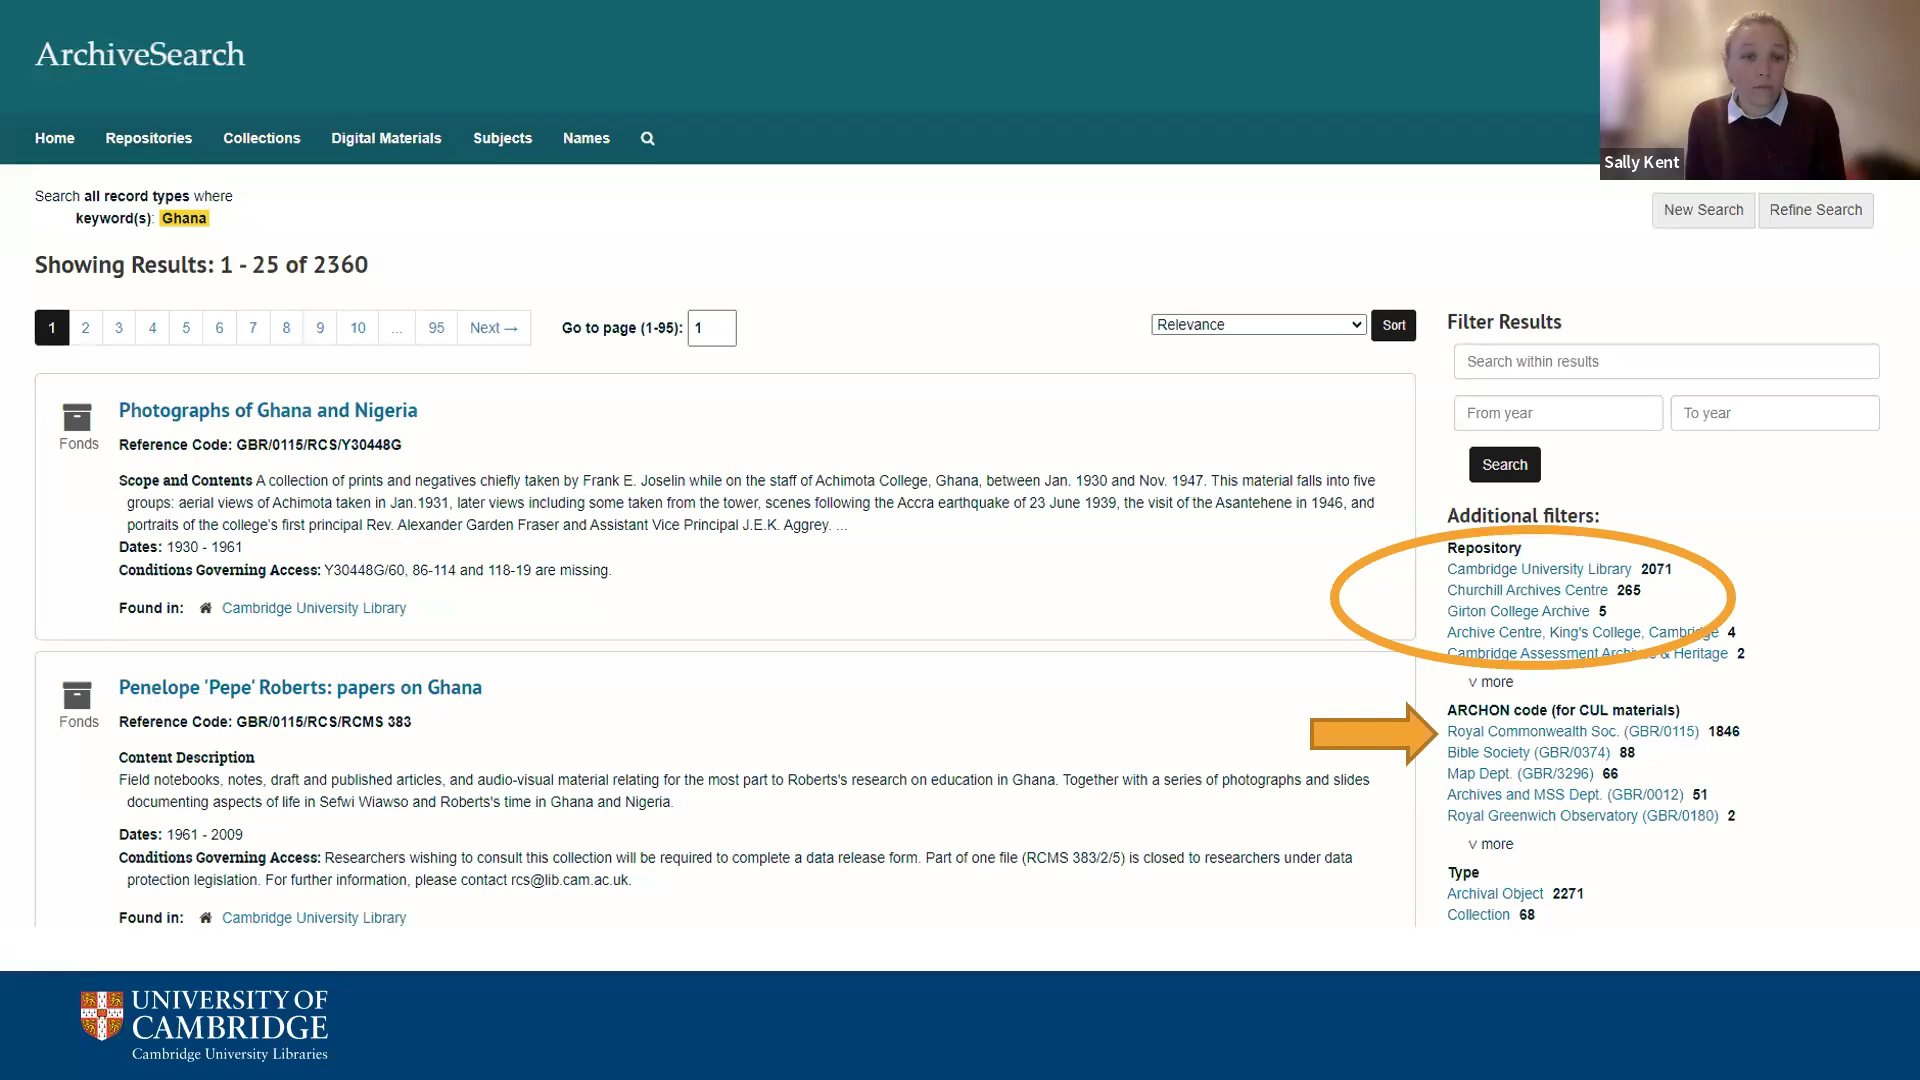 ArchiveSearch
Home Repositories Collections Digital Materials Subjects Names
Sally Kent
Search all record types where
keyword(s): Ghana
New Search Refine Search
Showing Results: 1 - 25 of 2360
1 2 3 4 5 6 7 8 9 10 ... 95 Next → Go to page (1-95): 1
Relevance Sort
Photographs of Ghana and Nigeria
Fonds
Reference Code: GBR/0115/RCS/Y30448G
Scope and Contents A collection of prints and negatives chiefly taken by Frank E. Joselin while on the staff of Achimota College, Ghana, between Jan. 1930 and Nov. 1947. This material falls into five
groups: aerial views of Achimota taken in Jan.1931, later views including some taken from the tower, scenes following the Accra earthquake of 23 June 1939, the visit of the Asantehene in 1946, and
portraits of the college's first principal Rev. Alexander Garden Fraser and Assistant Vice Principal J.E.K. Aggrey. ...
Dates: 1930 - 1961
Conditions Governing Access: Y30448G/60, 86-114 and 118-19 are missing.
Found in: Cambridge University Library
Penelope 'Pepe' Roberts: papers on Ghana
Fonds
Reference Code: GBR/0115/RCS/RCMS 383
Content Description
Field notebooks, notes, draft and published articles, and audio-visual material relating for the most part to Roberts's research on education in Ghana. Together with a series of photographs and slides
documenting aspects of life in Sefwi Wiawso and Roberts's time in Ghana and Nigeria.
Dates: 1961 - 2009
Conditions Governing Access: Researchers wishing to consult this collection will be required to complete a data release form. Part of one file (RCMS 383/2/5) is closed to researchers under data
protection legislation. For further information, please contact rcs@lib.cam.ac.uk.
Found in: Cambridge University Library
Filter Results
Search within results
From year To year
Search
Additional filters:
Repository
Cambridge University Library 2071
Churchill Archives Centre 265
Girton College Archive 5
Archive Centre, King's College, Cambridge 4
Cambridge Assessment Archives & Heritage 2
∨ more
ARCHON code (for CUL materials)
Royal Commonwealth Soc. (GBR/0115) 1846
Bible Society (GBR/0374) 88
Map Dept. (GBR/3296) 66
Archives and MSS Dept. (GBR/0012) 51
Royal Greenwich Observatory (GBR/0180) 2
∨ more
Type
Archival Object 2271
Collection 68
UNIVERSITY OF
CAMBRIDGE
Cambridge University Libraries